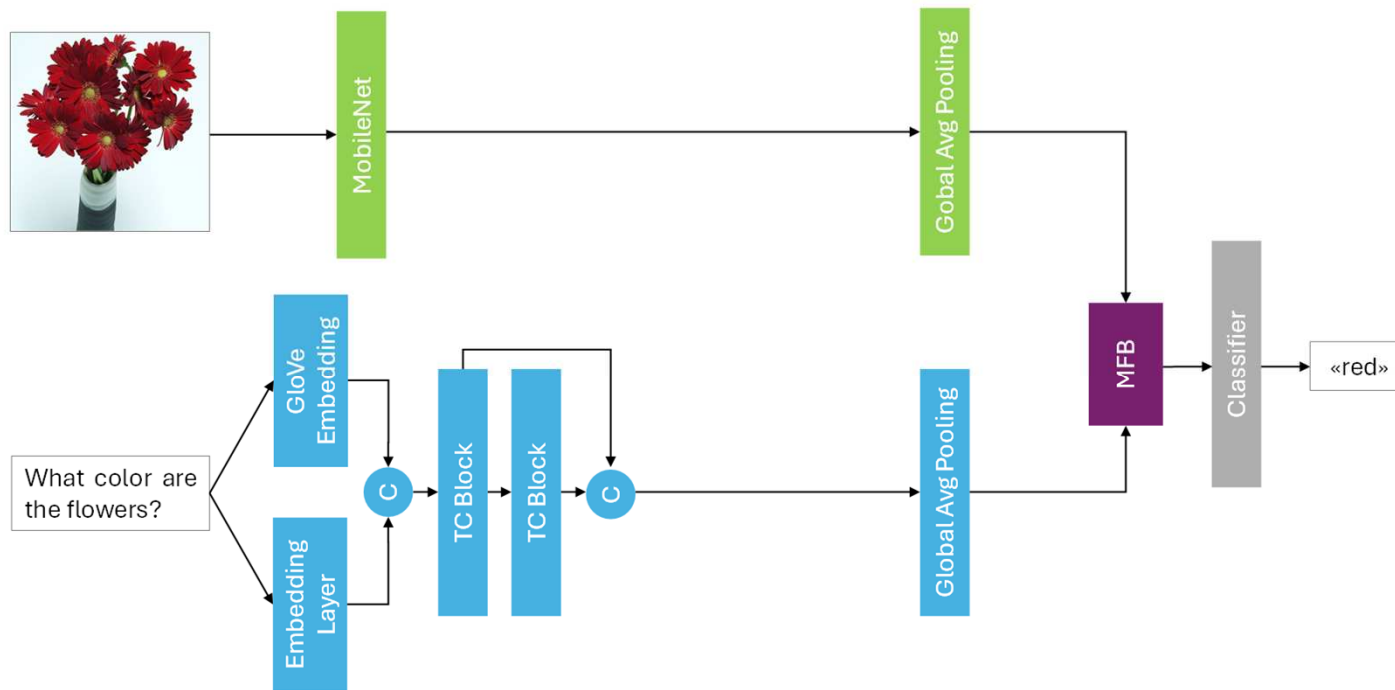 MobileNet
Gobal Avg Pooling
GloVe
Embedding
What color are
the flowers?
Embedding
Layer
C
TC Block
TC Block
C
Global Avg Pooling
MFB
Classifier
«red»